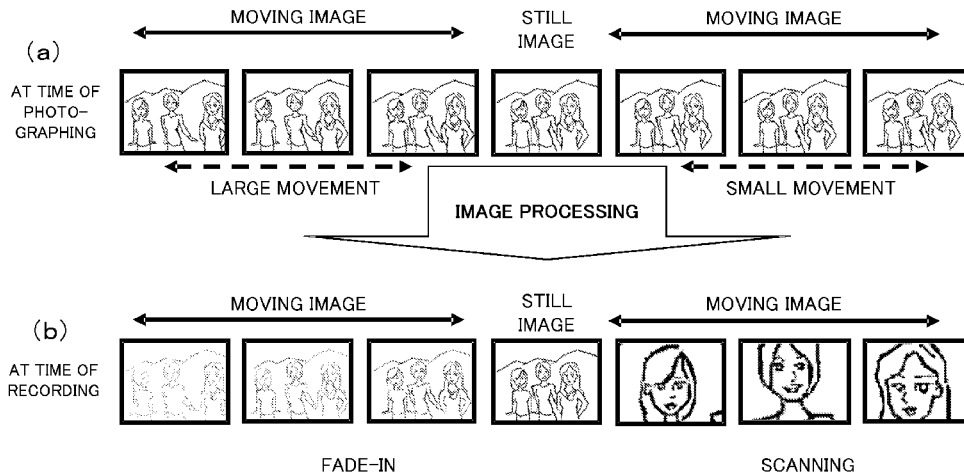 MOVING IMAGE
STILL
IMAGE
MOVING IMAGE
(a)
AT TIME OF
PHOTO-
GRAPHING
LARGE MOVEMENT
SMALL MOVEMENT
IMAGE PROCESSING
MOVING IMAGE
STILL
IMAGE
MOVING IMAGE
(b)
AT TIME OF
RECORDING
FADE-IN
SCANNING